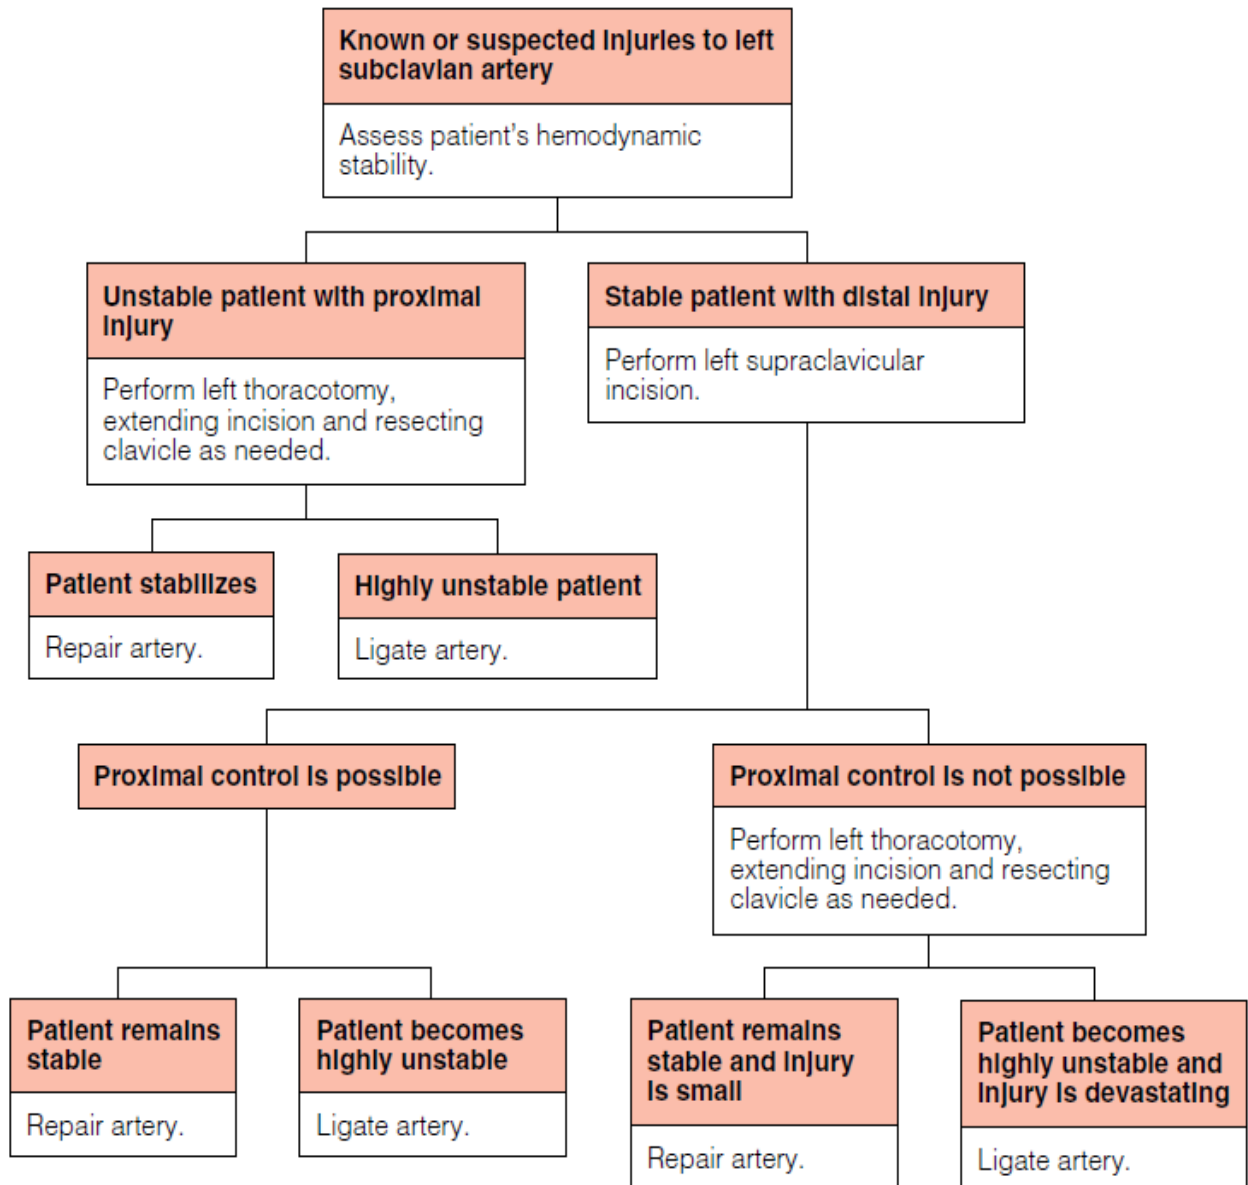 Known or suspected injuries to left
subclavian artery
Assess patient's hemodynamic
stability.
Unstable patient with proximal
injury
Perform left thoracotomy,
extending incision and resecting
clavicle as needed.
Stable patient with distal injury
Perform left supraclavicular
incision.
Patient stabilizes
Repair artery.
Highly unstable patient
Ligate artery.
Proximal control is possible
Proximal control is not possible
Perform left thoracotomy,
extending incision and resecting
clavicle as needed.
Patient remains
stable
Repair artery.
Patient becomes
highly unstable
Ligate artery.
Patient remains
stable and injury
is small
Repair artery.
Patient becomes
highly unstable and
injury is devastating
Ligate artery.